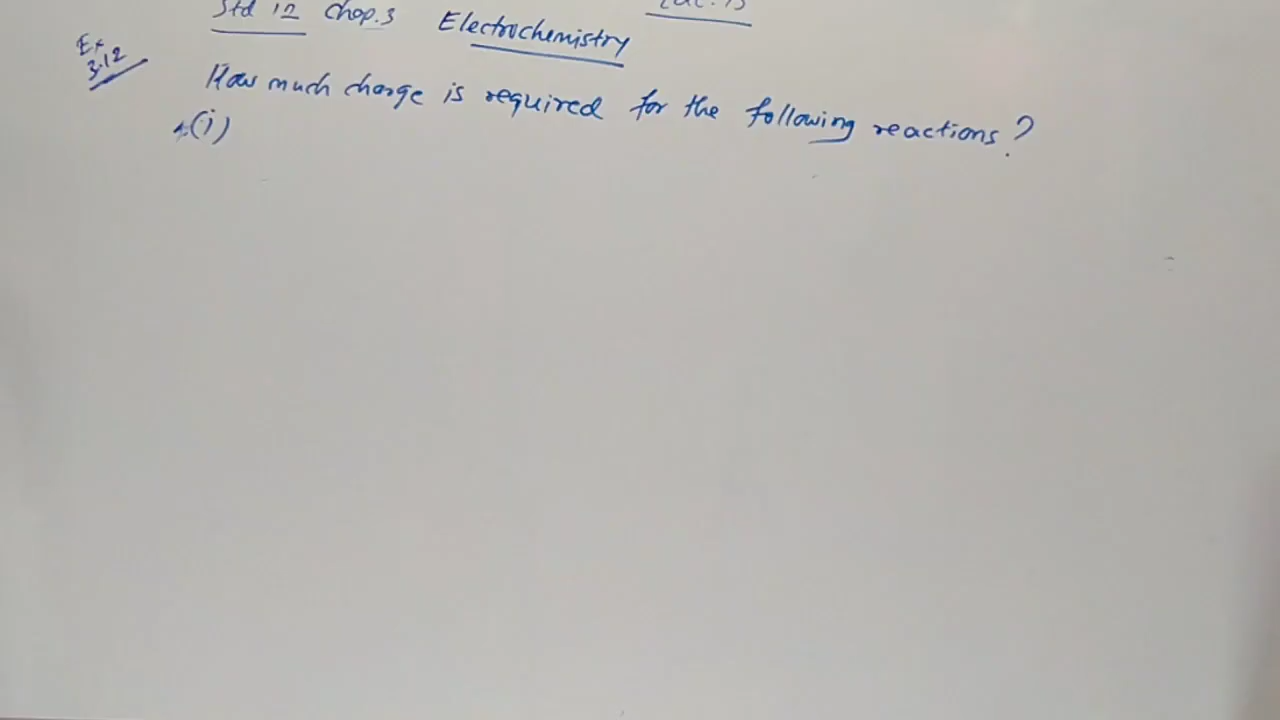 Std 12 Chap.3 Electrochemistry
Ex 3.12
How much charge is required for the following reactions?
(i)